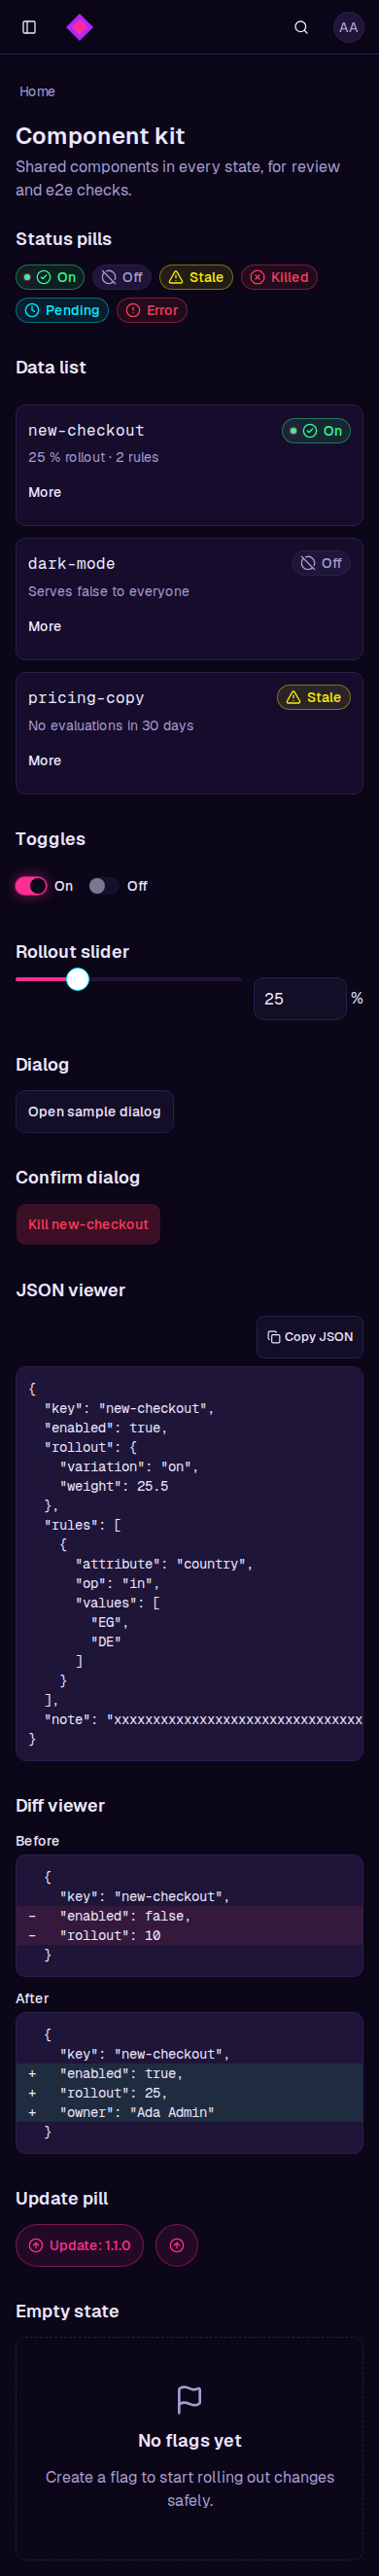 AA
Home
Component kit
Shared components in every state, for review
and e2e checks.
Status pills
On Off Stale Killed
Pending Error
Data list
new-checkout On
25 % rollout · 2 rules
More
dark-mode Off
Serves false to everyone
More
pricing-copy Stale
No evaluations in 30 days
More
Toggles
On Off
Rollout slider
25 %
Dialog
Open sample dialog
Confirm dialog
Kill new-checkout
JSON viewer
Copy JSON
{
  "key": "new-checkout",
  "enabled": true,
  "rollout": {
    "variation": "on",
    "weight": 25.5
  },
  "rules": [
    {
      "attribute": "country",
      "op": "in",
      "values": [
        "EG",
        "DE"
      ]
    }
  ],
  "note": "xxxxxxxxxxxxxxxxxxxxxxxxxxxxxxxx
}
Diff viewer
Before
  {
    "key": "new-checkout",
−   "enabled": false,
−   "rollout": 10
  }
After
  {
    "key": "new-checkout",
+   "enabled": true,
+   "rollout": 25,
+   "owner": "Ada Admin"
  }
Update pill
Update: 1.1.0
Empty state
No flags yet
Create a flag to start rolling out changes
safely.